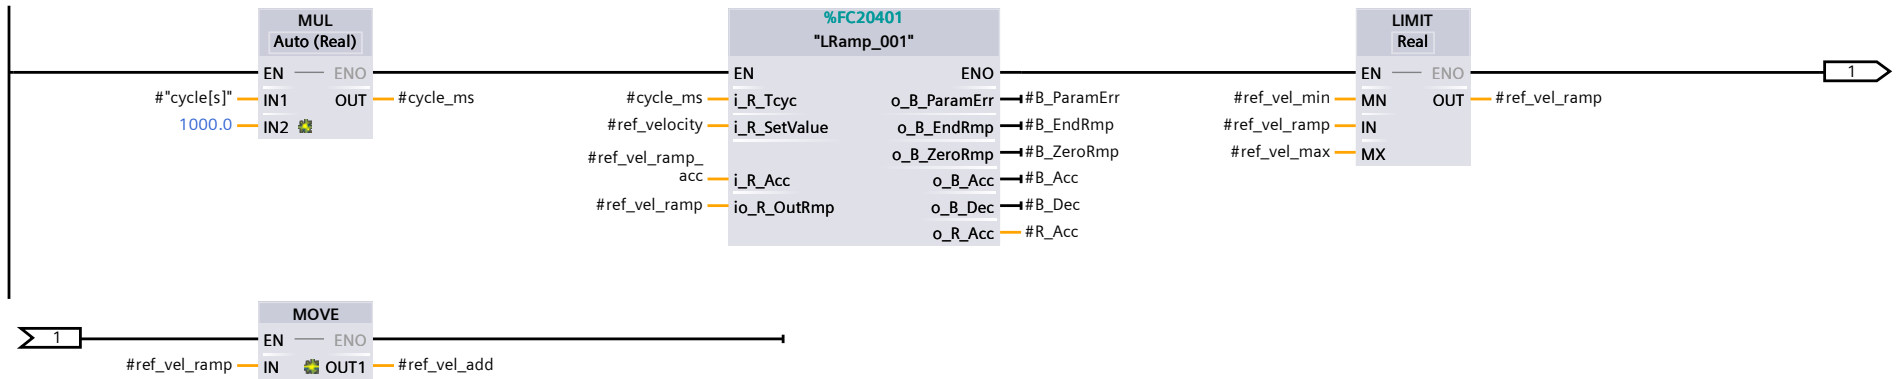 MUL
Auto (Real)
EN ENO
#"cycle[s]" IN1 OUT #cycle_ms
1000.0 IN2
%FC20401
"LRamp_001"
EN ENO
#cycle_ms i_R_Tcyc o_B_ParamErr #B_ParamErr
#ref_velocity i_R_SetValue o_B_EndRmp #B_EndRmp
o_B_ZeroRmp #B_ZeroRmp
#ref_vel_ramp_
acc i_R_Acc o_B_Acc #B_Acc
#ref_vel_ramp io_R_OutRmp o_B_Dec #B_Dec
o_R_Acc #R_Acc
LIMIT
Real
EN ENO
#ref_vel_min MN OUT #ref_vel_ramp
#ref_vel_ramp IN
#ref_vel_max MX
1
MOVE
1 EN ENO
#ref_vel_ramp IN OUT1 #ref_vel_add